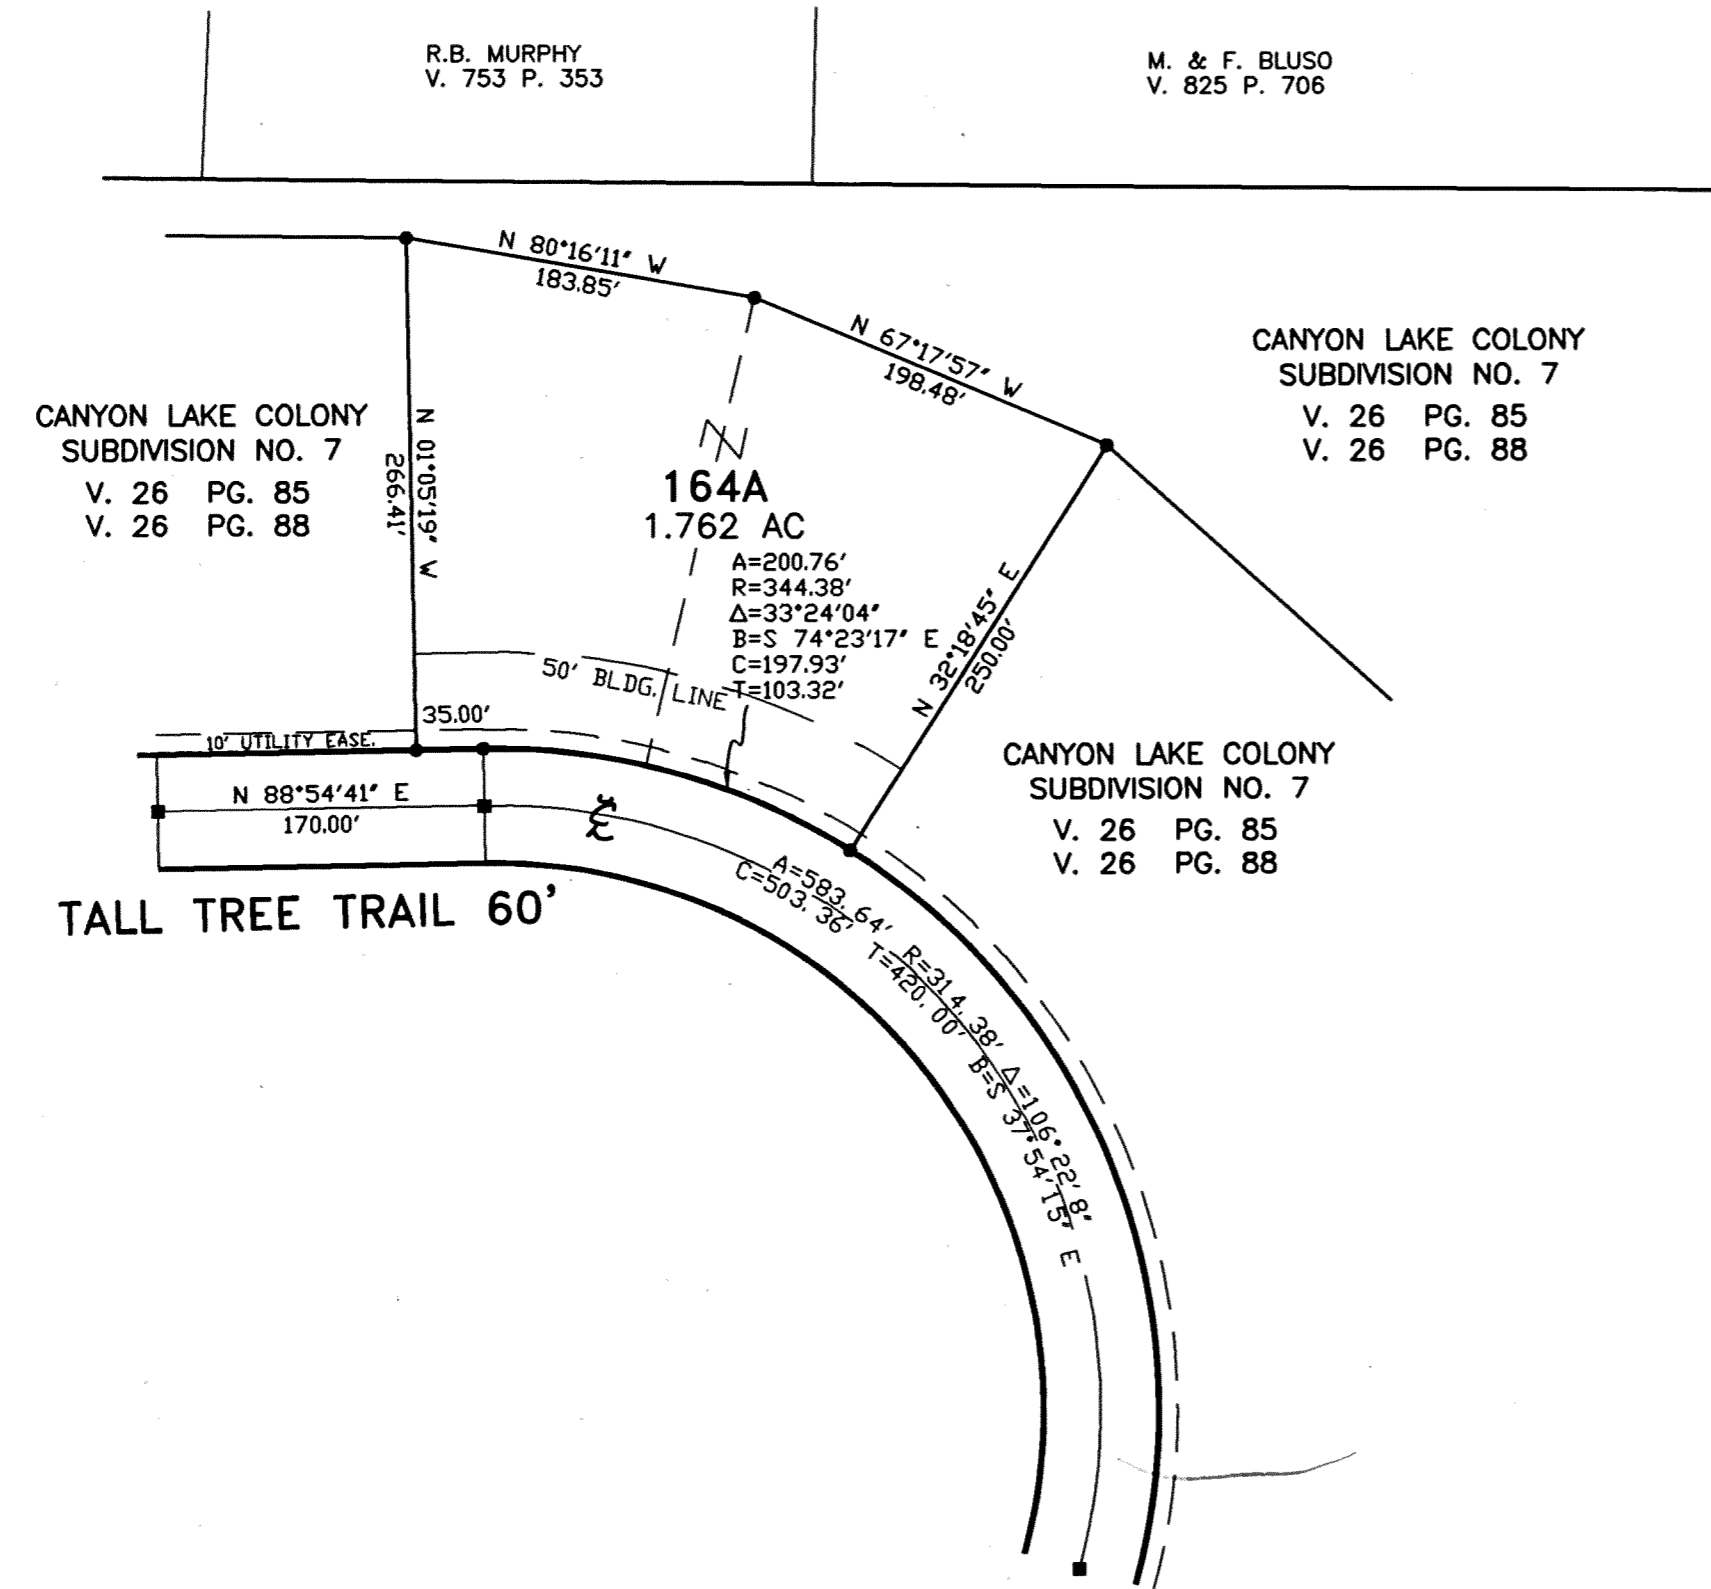 R.B. MURPHY
V. 753 P. 353
M. & F. BLUSO
V. 825 P. 706
N 80°16'11" W
183.85'
N 67°17'57" W
198.48'
CANYON LAKE COLONY
SUBDIVISION NO. 7
V. 26 PG. 85
V. 26 PG. 88
CANYON LAKE COLONY
SUBDIVISION NO. 7
V. 26 PG. 85
V. 26 PG. 88
N 01°05'19" W
266.41'
164A
1.762 AC
A=200.76'
R=344.38'
Δ=33°24'04"
B=S 74°23'17" E
C=197.93'
T=103.32'
N 32°18'45" E
250.00'
50' BLDG. LINE
35.00'
10' UTILITY EASE.
N 88°54'41" E
170.00'
CANYON LAKE COLONY
SUBDIVISION NO. 7
V. 26 PG. 85
V. 26 PG. 88
TALL TREE TRAIL 60'
A=583.64' R=314.38' Δ=106°22'8"
C=503.36' T=420.00' B=S 37°54'15" E